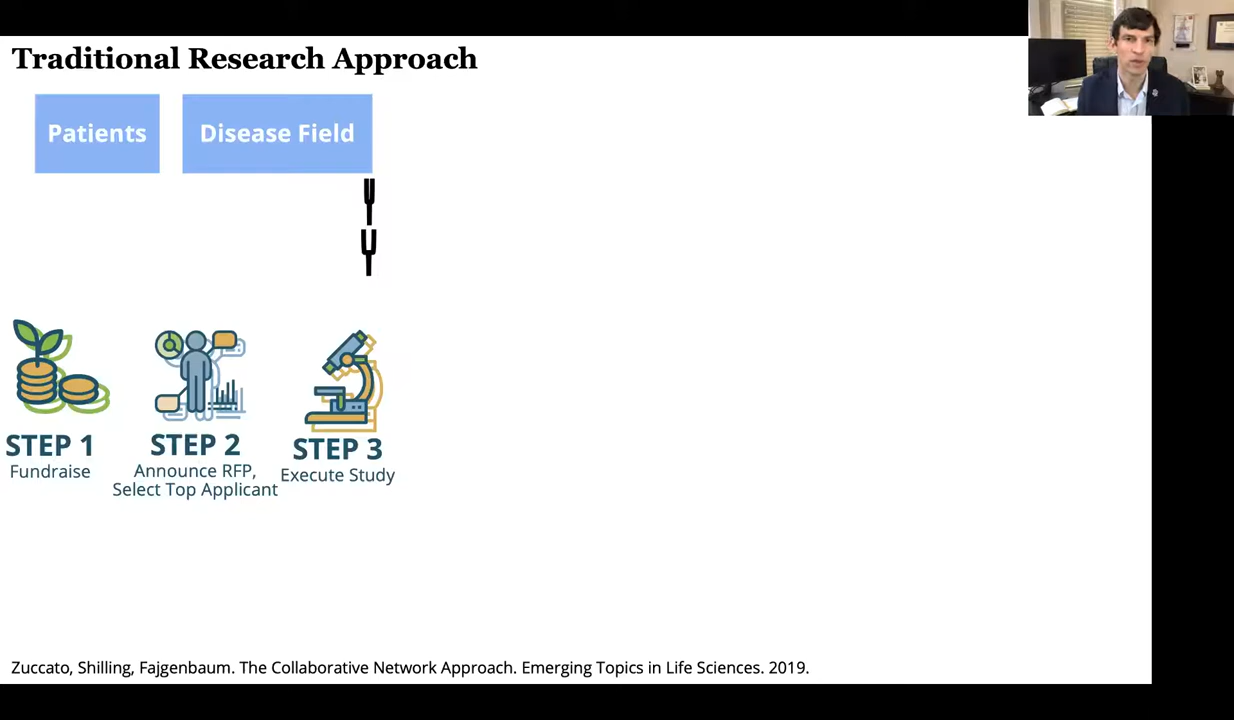 Traditional Research Approach
Patients
Disease Field
STEP 1
Fundraise
STEP 2
Announce RFP,
Select Top Applicant
STEP 3
Execute Study
Zuccato, Shilling, Fajgenbaum. The Collaborative Network Approach. Emerging Topics in Life Sciences. 2019.